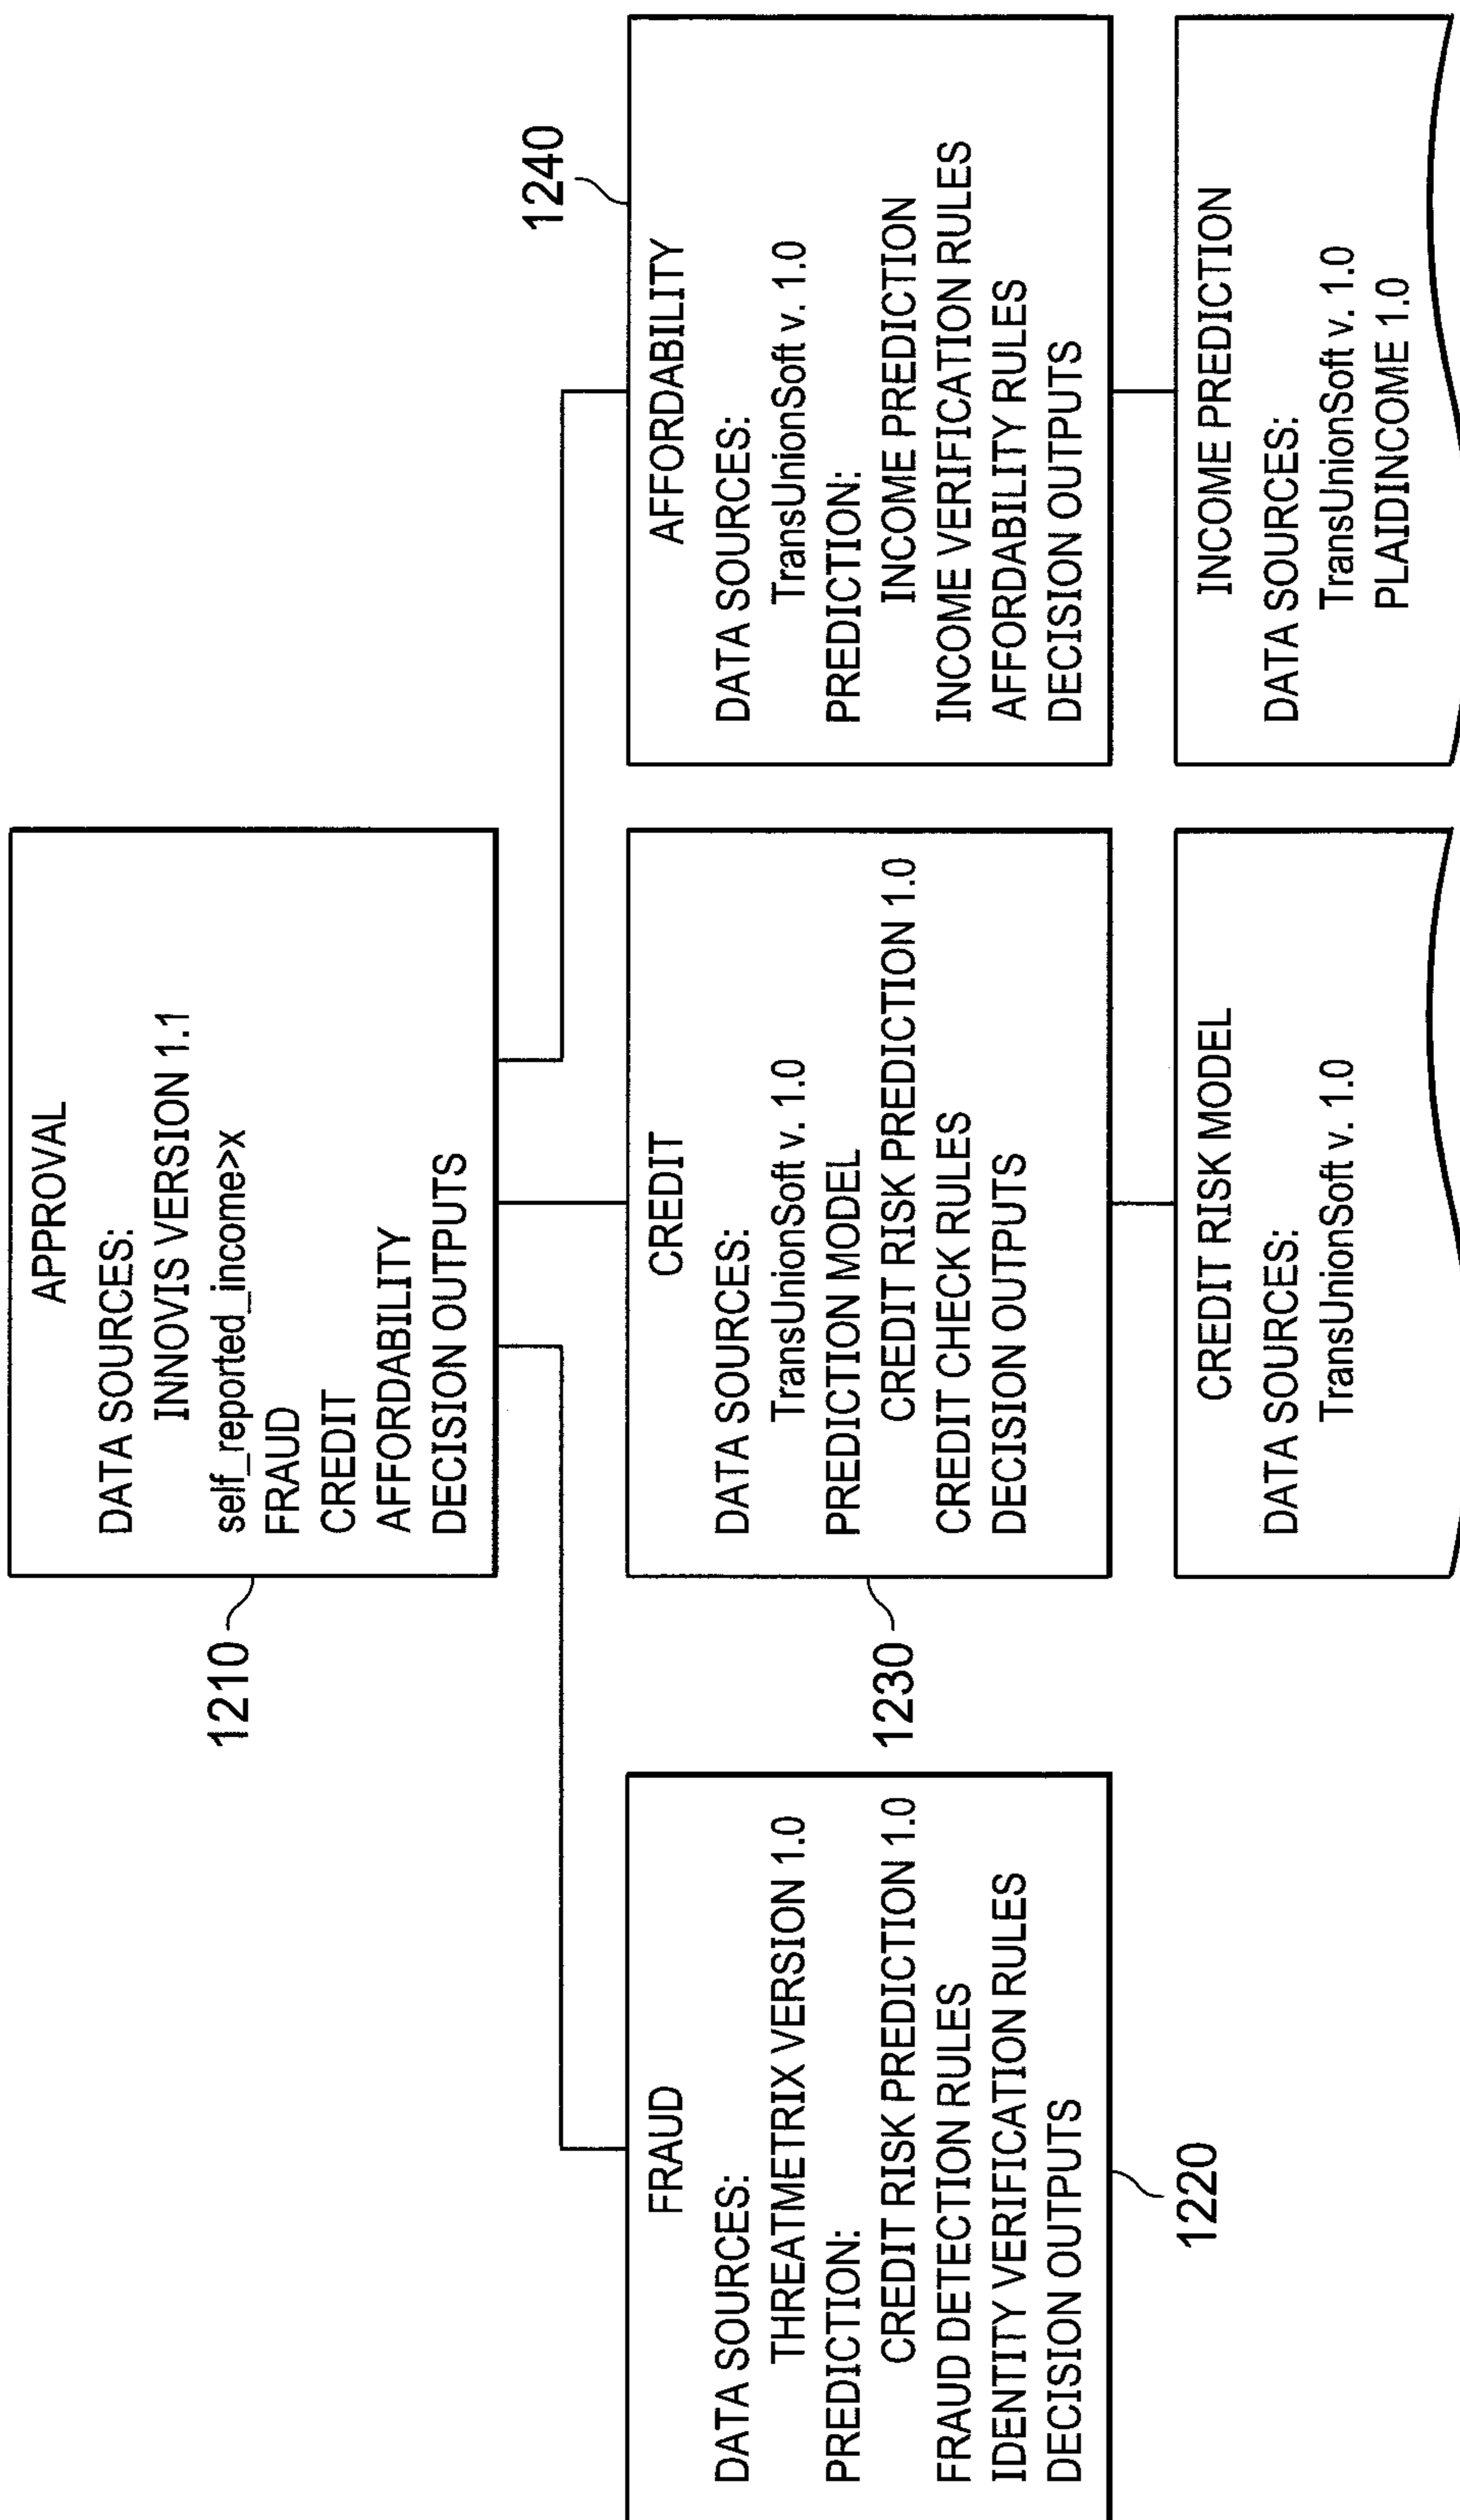 APPROVAL
DATA SOURCES:
INNOVIS VERSION 1.1
self_reported_income>x
FRAUD
CREDIT
AFFORDABILITY
DECISION OUTPUTS
1210
FRAUD
DATA SOURCES:
THREATMETRIX VERSION 1.0
PREDICTION:
CREDIT RISK PREDICTION 1.0
FRAUD DETECTION RULES
IDENTITY VERIFICATION RULES
DECISION OUTPUTS
1220
CREDIT
DATA SOURCES:
TransUnionSoft v. 1.0
PREDICTION MODEL
CREDIT RISK PREDICTION 1.0
CREDIT CHECK RULES
DECISION OUTPUTS
1230
AFFORDABILITY
DATA SOURCES:
TransUnionSoft v. 1.0
PREDICTION:
INCOME PREDICTION
INCOME VERIFICATION RULES
AFFORDABILITY RULES
DECISION OUTPUTS
1240
CREDIT RISK MODEL
DATA SOURCES:
TransUnionSoft v. 1.0
INCOME PREDICTION
DATA SOURCES:
TransUnionSoft v. 1.0
PLAIDINCOME 1.0